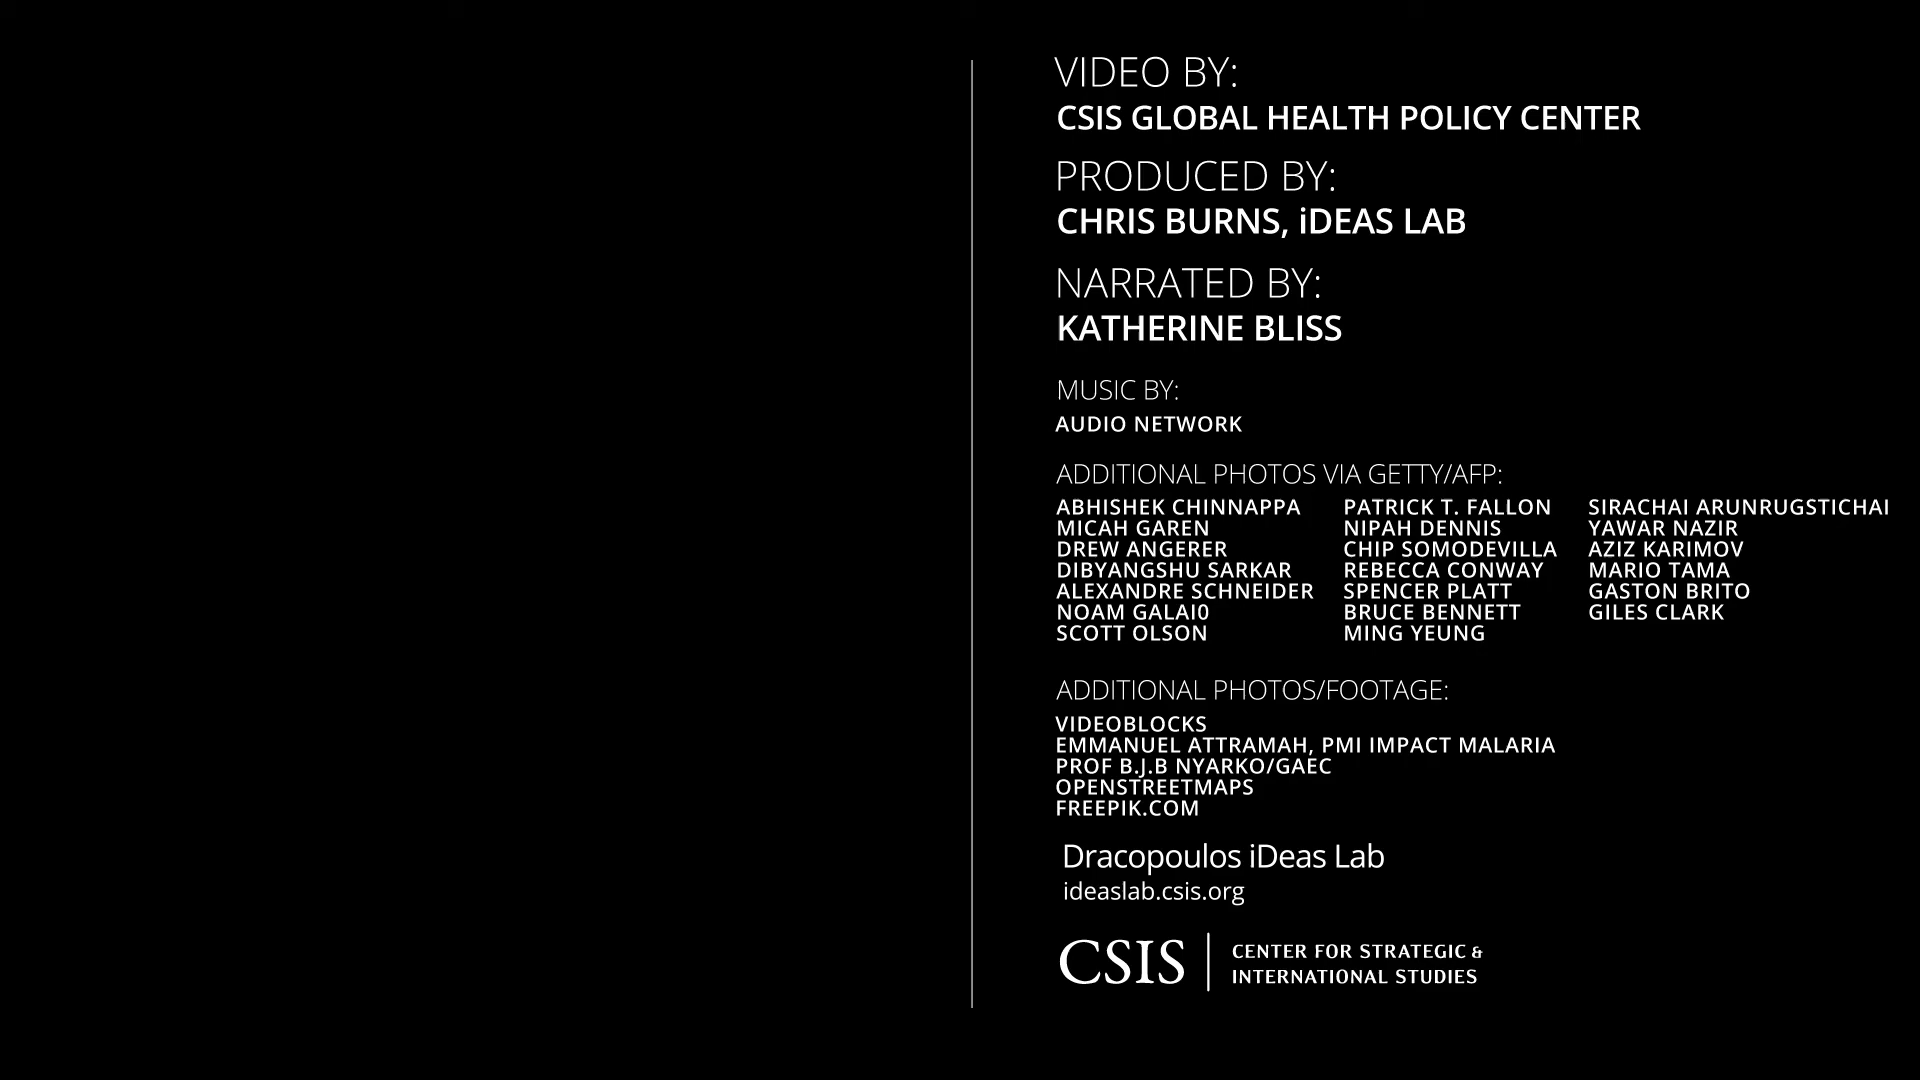 VIDEO BY:
CSIS GLOBAL HEALTH POLICY CENTER
PRODUCED BY:
CHRIS BURNS, iDEAS LAB
NARRATED BY:
KATHERINE BLISS
MUSIC BY:
AUDIO NETWORK
ADDITIONAL PHOTOS VIA GETTY/AFP:
ABHISHEK CHINNAPPA
MICAH GAREN
DREW ANGERER
DIBYANGSHU SARKAR
ALEXANDRE SCHNEIDER
NOAM GALAI0
SCOTT OLSON
PATRICK T. FALLON
NIPAH DENNIS
CHIP SOMODEVILLA
REBECCA CONWAY
SPENCER PLATT
BRUCE BENNETT
MING YEUNG
SIRACHAI ARUNRUGSTICHAI
YAWAR NAZIR
AZIZ KARIMOV
MARIO TAMA
GASTON BRITO
GILES CLARK
ADDITIONAL PHOTOS/FOOTAGE:
VIDEOBLOCKS
EMMANUEL ATTRAMAH, PMI IMPACT MALARIA
PROF B.J.B NYARKO/GAEC
OPENSTREETMAPS
FREEPIK.COM
Dracopoulos iDeas Lab
ideaslab.csis.org
CSIS
CENTER FOR STRATEGIC &
INTERNATIONAL STUDIES